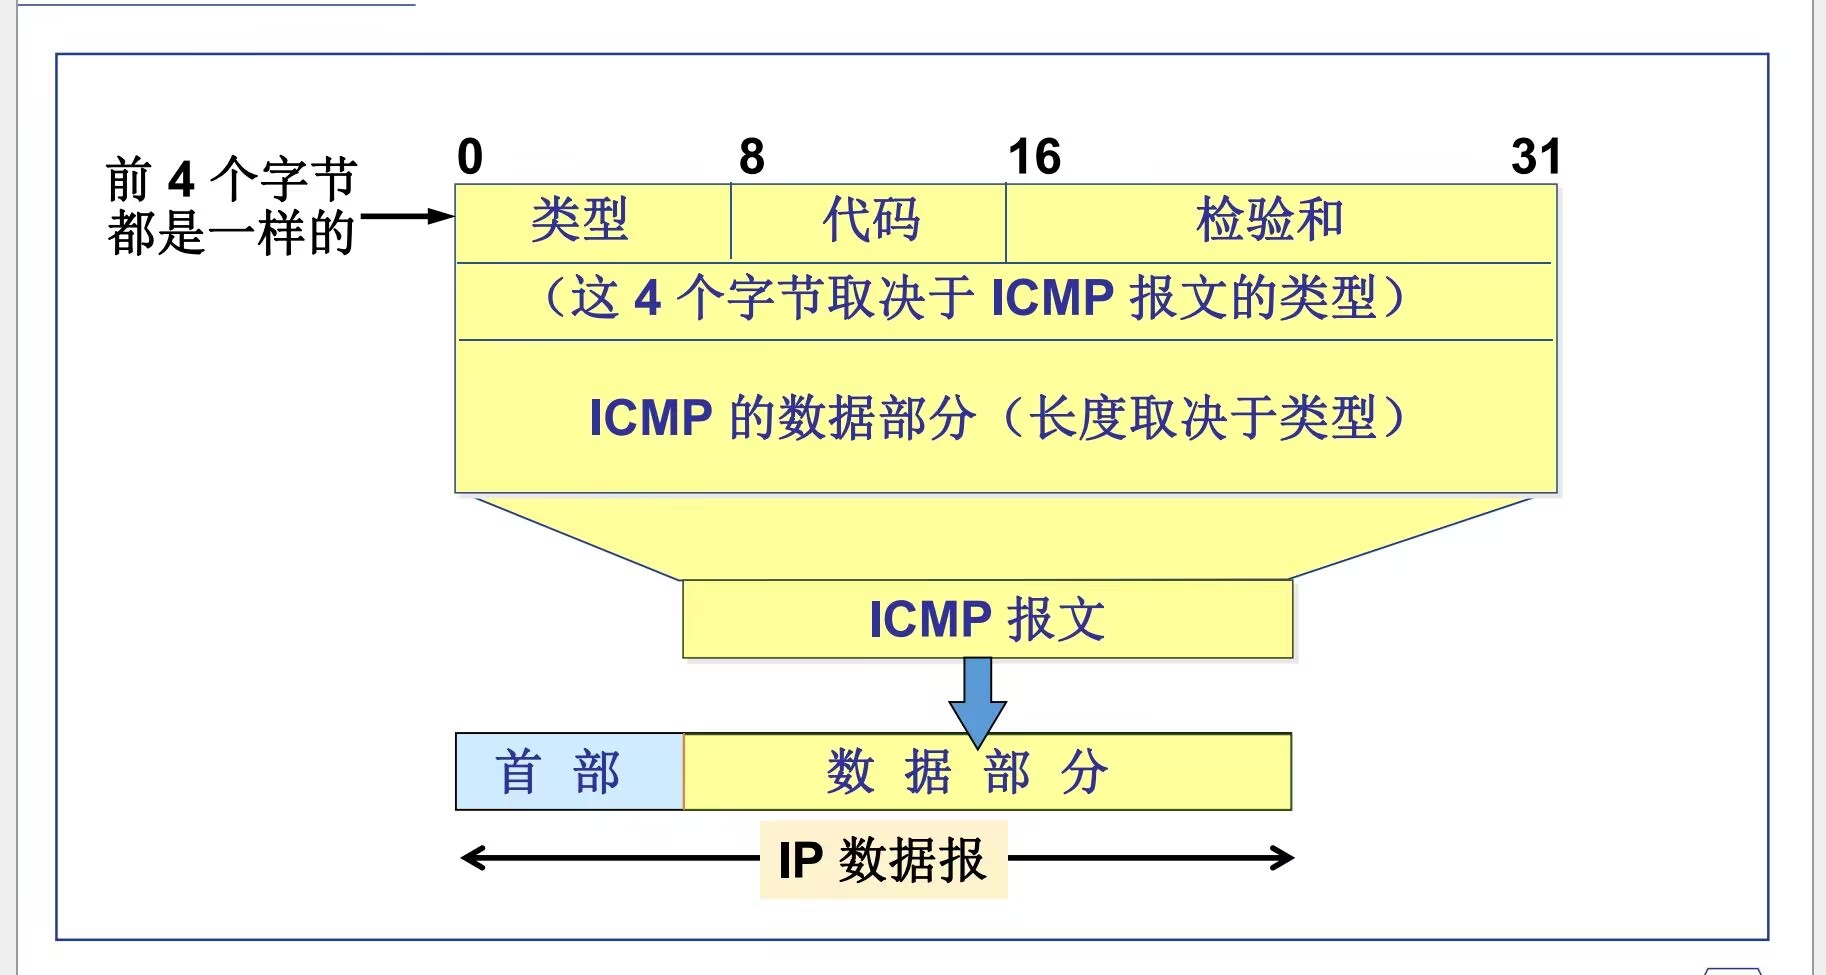 0 8 16 31
前 4 个字节
都是一样的
类型 代码 检验和
（这 4 个字节取决于 ICMP 报文的类型）
ICMP 的数据部分（长度取决于类型）
ICMP 报文
首 部 数 据 部 分
IP 数据报